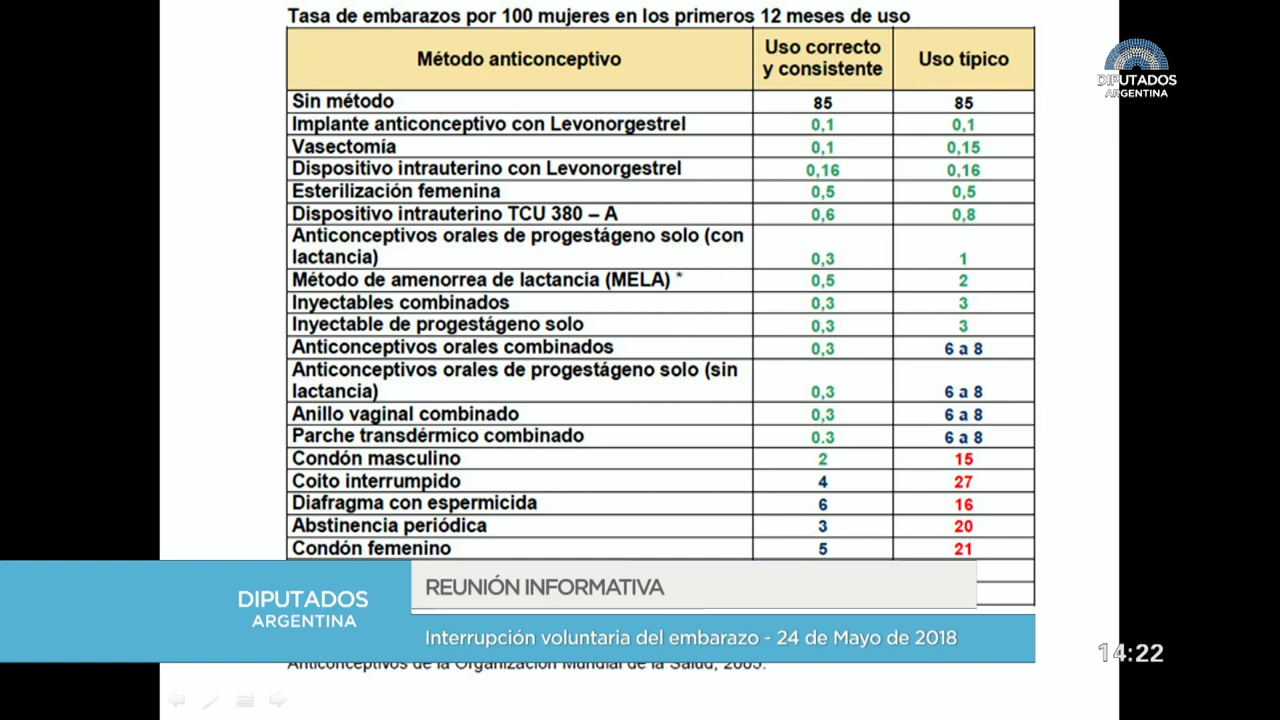 Tasa de embarazos por 100 mujeres en los primeros 12 meses de uso
Método anticonceptivo
Uso correcto
y consistente
Uso típico
Sin método 85 85
Implante anticonceptivo con Levonorgestrel 0,1 0,1
Vasectomía 0,1 0,15
Dispositivo intrauterino con Levonorgestrel 0,16 0,16
Esterilización femenina 0,5 0,5
Dispositivo intrauterino TCU 380 – A 0,6 0,8
Anticonceptivos orales de progestágeno solo (con
lactancia) 0,3 1
Método de amenorrea de lactancia (MELA) * 0,5 2
Inyectables combinados 0,3 3
Inyectable de progestágeno solo 0,3 3
Anticonceptivos orales combinados 0,3 6 a 8
Anticonceptivos orales de progestágeno solo (sin
lactancia) 0,3 6 a 8
Anillo vaginal combinado 0,3 6 a 8
Parche transdérmico combinado 0.3 6 a 8
Condón masculino 2 15
Coito interrumpido 4 27
Diafragma con espermicida 6 16
Abstinencia periódica 3 20
Condón femenino 5 21
DIPUTADOS
ARGENTINA
REUNIÓN INFORMATIVA
DIPUTADOS
ARGENTINA
Interrupción voluntaria del embarazo - 24 de Mayo de 2018
14:22
Anticonceptivos de la Organización Mundial de la Salud,